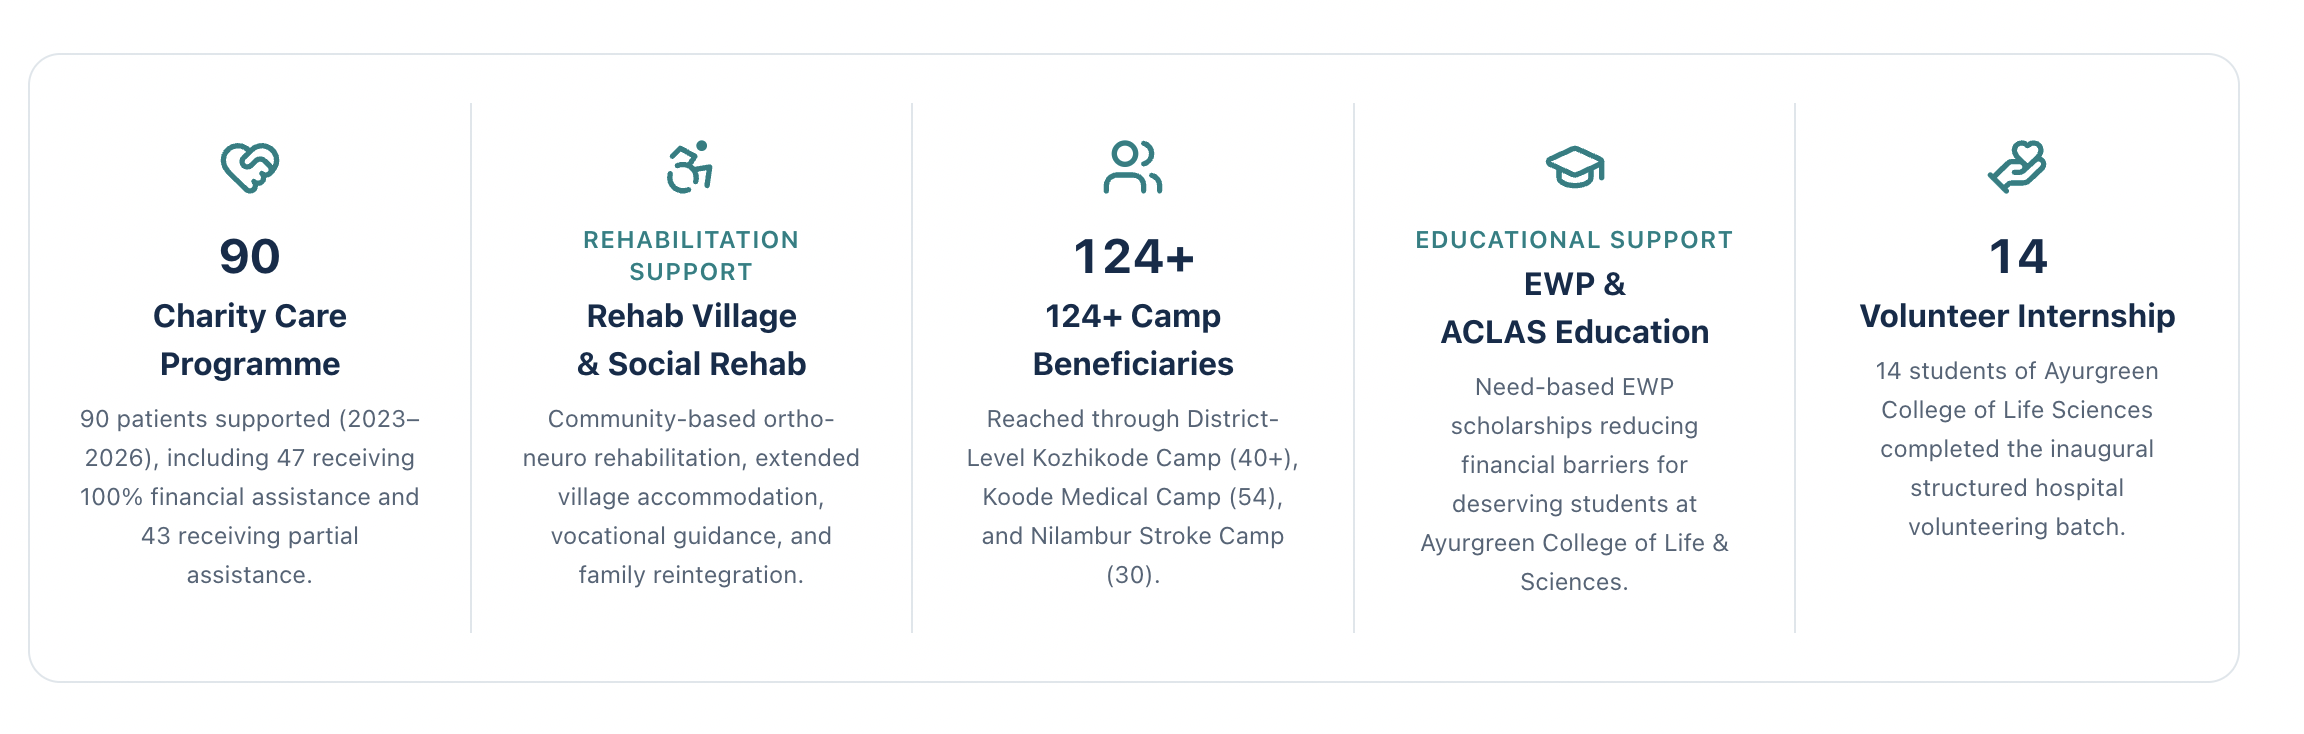 90
Charity Care
Programme
90 patients supported (2023–
2026), including 47 receiving
100% financial assistance and
43 receiving partial
assistance.
REHABILITATION
SUPPORT
Rehab Village
& Social Rehab
Community-based ortho-
neuro rehabilitation, extended
village accommodation,
vocational guidance, and
family reintegration.
124+
124+ Camp
Beneficiaries
Reached through District-
Level Kozhikode Camp (40+),
Koode Medical Camp (54),
and Nilambur Stroke Camp
(30).
EDUCATIONAL SUPPORT
EWP &
ACLAS Education
Need-based EWP
scholarships reducing
financial barriers for
deserving students at
Ayurgreen College of Life &
Sciences.
14
Volunteer Internship
14 students of Ayurgreen
College of Life Sciences
completed the inaugural
structured hospital
volunteering batch.